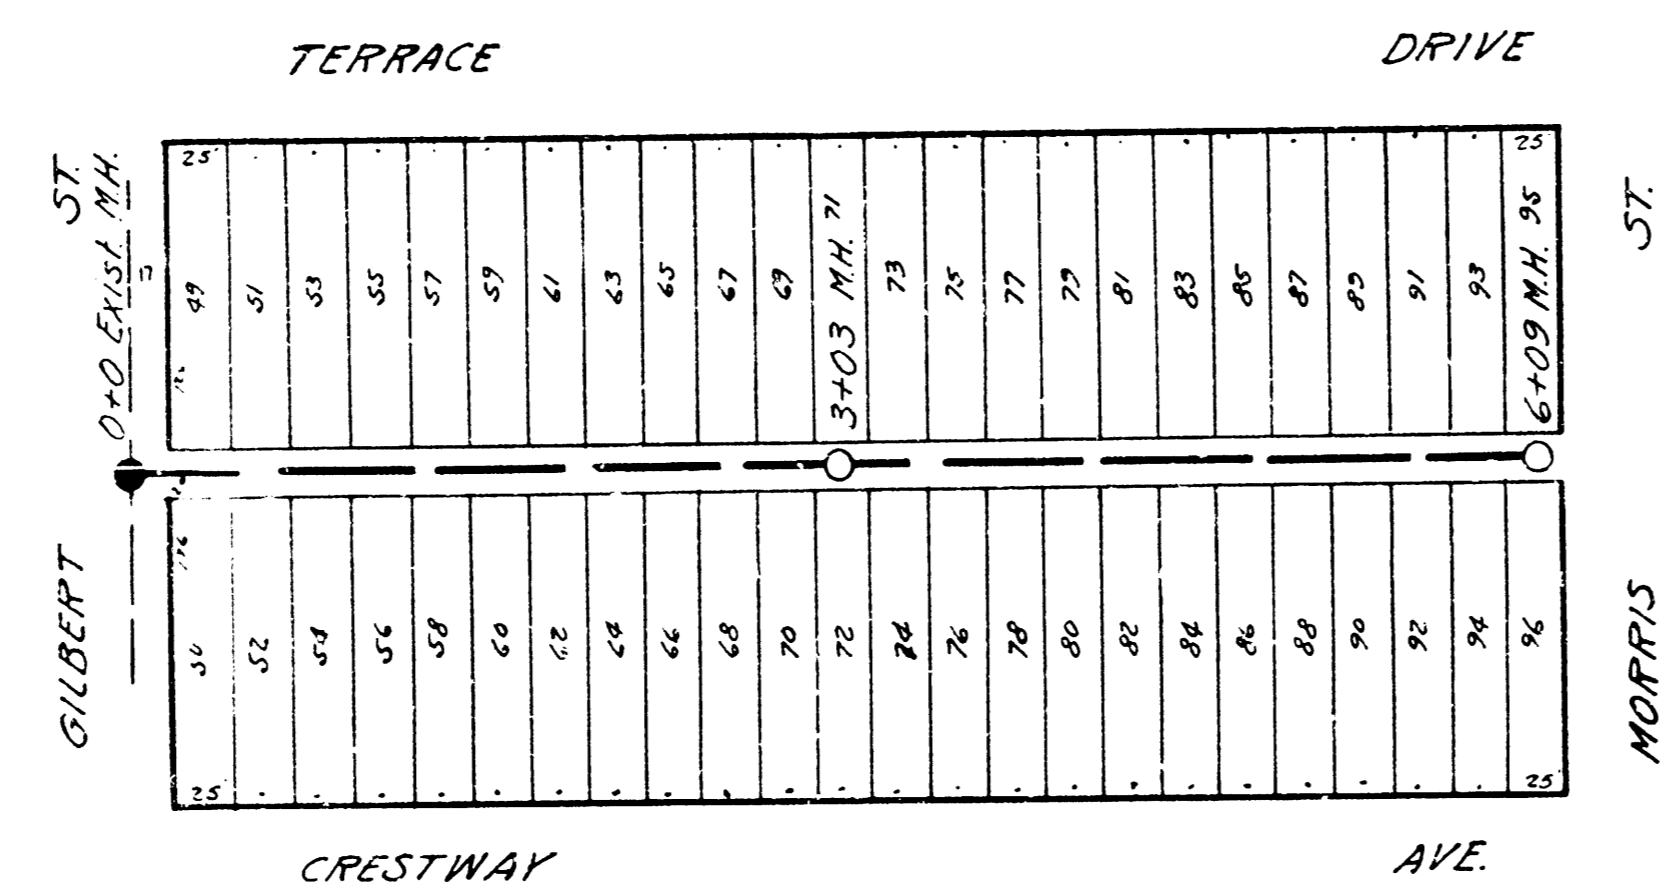 TERRACE DRIVE
GILBERT ST.
0+0 EXIST. M.H.
25 25
49 51 53 55 57 59 61 63 65 67 69 3+03 M.H. 71 73 75 77 79 81 83 85 87 89 91 93 6+09 M.H. 95
MORRIS ST.
50 52 54 56 58 60 62 64 66 68 70 72 74 76 78 80 82 84 86 88 90 92 94 96
25 25
CRESTWAY AVE.